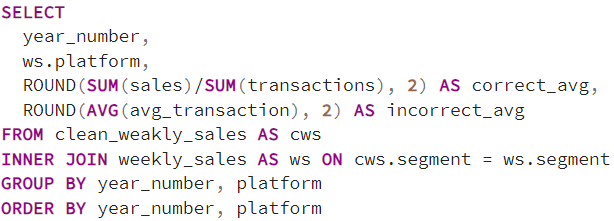 SELECT
  year_number,
  ws.platform,
  ROUND(SUM(sales)/SUM(transactions), 2) AS correct_avg,
  ROUND(AVG(avg_transaction), 2) AS incorrect_avg
FROM clean_weakly_sales AS cws
INNER JOIN weekly_sales AS ws ON cws.segment = ws.segment
GROUP BY year_number, platform
ORDER BY year_number, platform